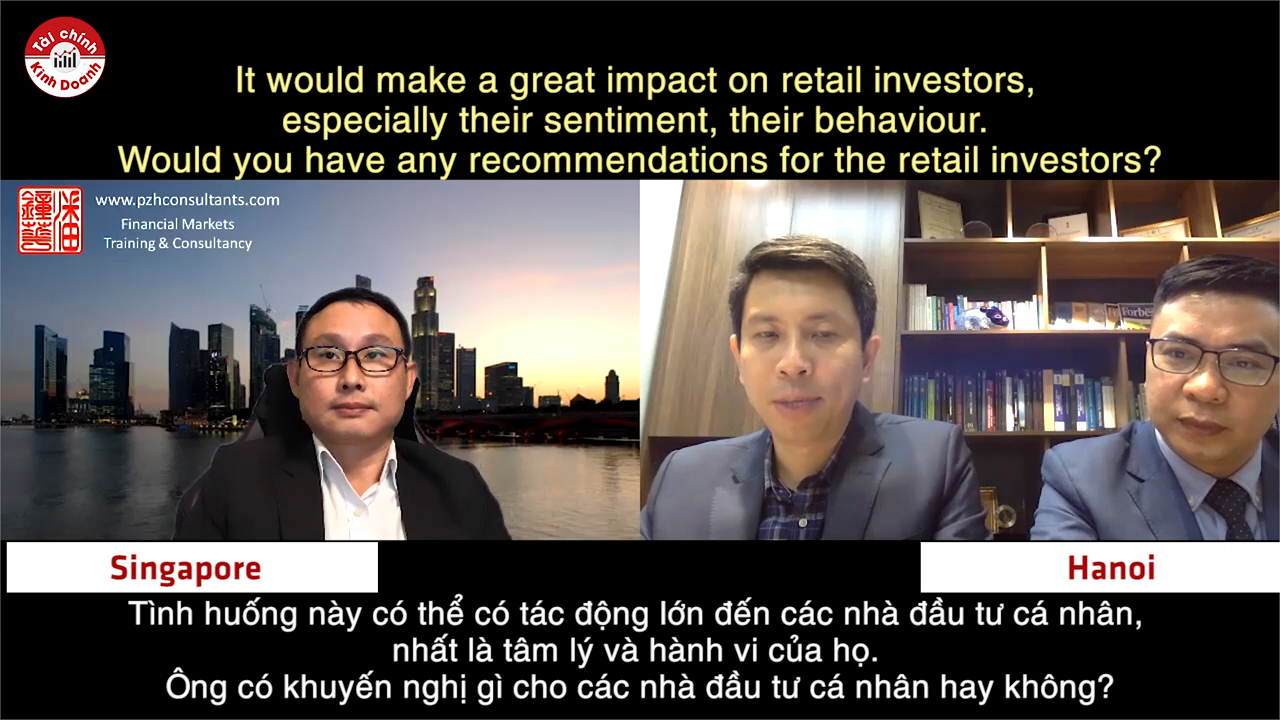 Tài chính
Kinh Doanh
It would make a great impact on retail investors,
especially their sentiment, their behaviour.
Would you have any recommendations for the retail investors?
www.pzhconsultants.com
Financial Markets
Training & Consultancy
Forbes
Singapore
Hanoi
Tình huống này có thể có tác động lớn đến các nhà đầu tư cá nhân,
nhất là tâm lý và hành vi của họ.
Ông có khuyến nghị gì cho các nhà đầu tư cá nhân hay không?